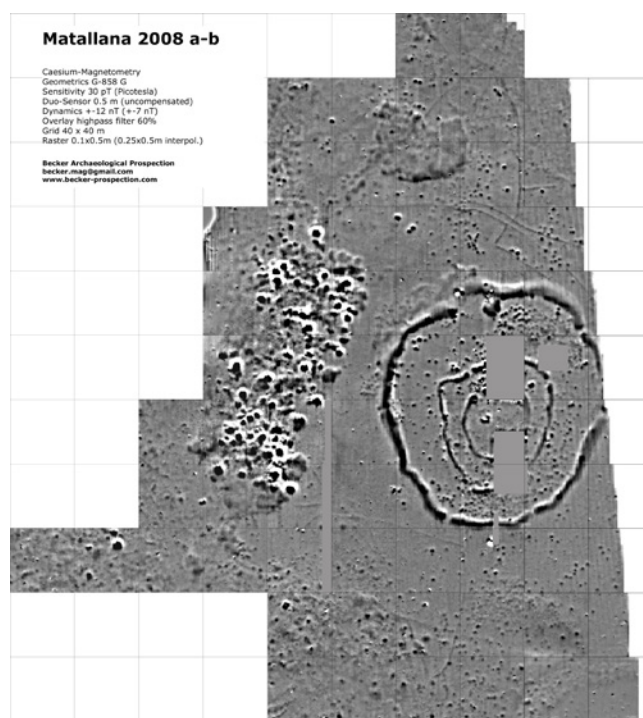 Matallana 2008 a-b
Caesium-Magnetometry
Geometrics G-858 G
Sensitivity 30 pT (Picotesla)
Duo-Sensor 0.5 m (uncompensated)
Dynamics +-12 nT (+-7 nT)
Overlay highpass filter 60%
Grid 40 x 40 m
Raster 0.1x0.5m (0.25x0.5m interpol.)
Becker Archaeological Prospection
becker.mag@gmail.com
www.becker-prospection.com